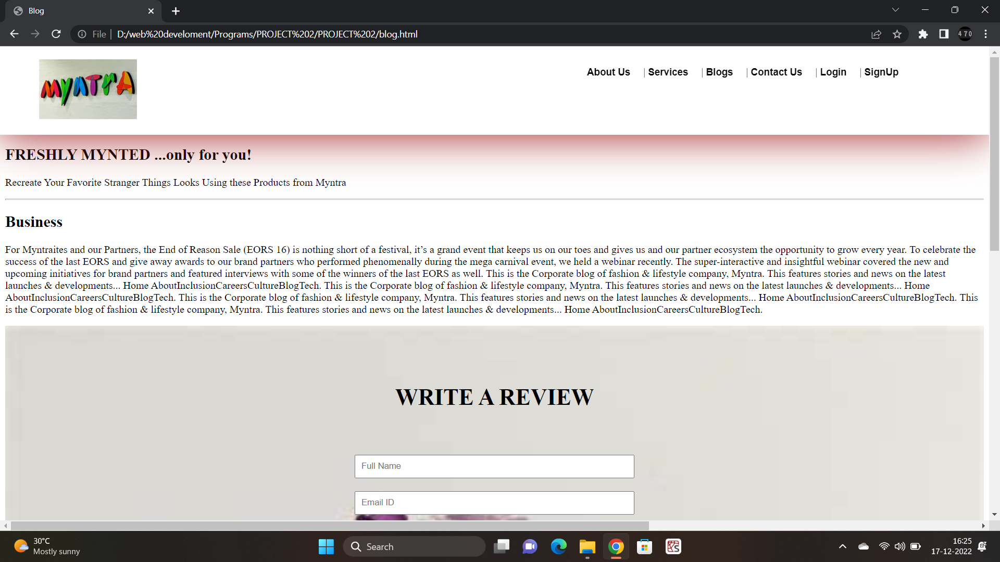 Blog
File | D:/web%20develoment/Programs/PROJECT%202/PROJECT%202/blog.html
470
MYNTRA
About Us | Services | Blogs | Contact Us | Login | SignUp
FRESHLY MYNTED ...only for you!
Recreate Your Favorite Stranger Things Looks Using these Products from Myntra
Business
For Myntraites and our Partners, the End of Reason Sale (EORS 16) is nothing short of a festival, it’s a grand event that keeps us on our toes and gives us and our partner ecosystem the opportunity to grow every year. To celebrate the
success of the last EORS and give away awards to our brand partners who performed phenomenally during the mega carnival event, we held a webinar recently. The super-interactive and insightful webinar covered the new and
upcoming initiatives for brand partners and featured interviews with some of the winners of the last EORS as well. This is the Corporate blog of fashion & lifestyle company, Myntra. This features stories and news on the latest
launches & developments... Home AboutInclusionCareersCultureBlogTech. This is the Corporate blog of fashion & lifestyle company, Myntra. This features stories and news on the latest launches & developments... Home
AboutInclusionCareersCultureBlogTech. This is the Corporate blog of fashion & lifestyle company, Myntra. This features stories and news on the latest launches & developments... Home AboutInclusionCareersCultureBlogTech. This
is the Corporate blog of fashion & lifestyle company, Myntra. This features stories and news on the latest launches & developments... Home AboutInclusionCareersCultureBlogTech.
WRITE A REVIEW
Full Name
Email ID
30°C
Mostly sunny
Search
16:25
17-12-2022